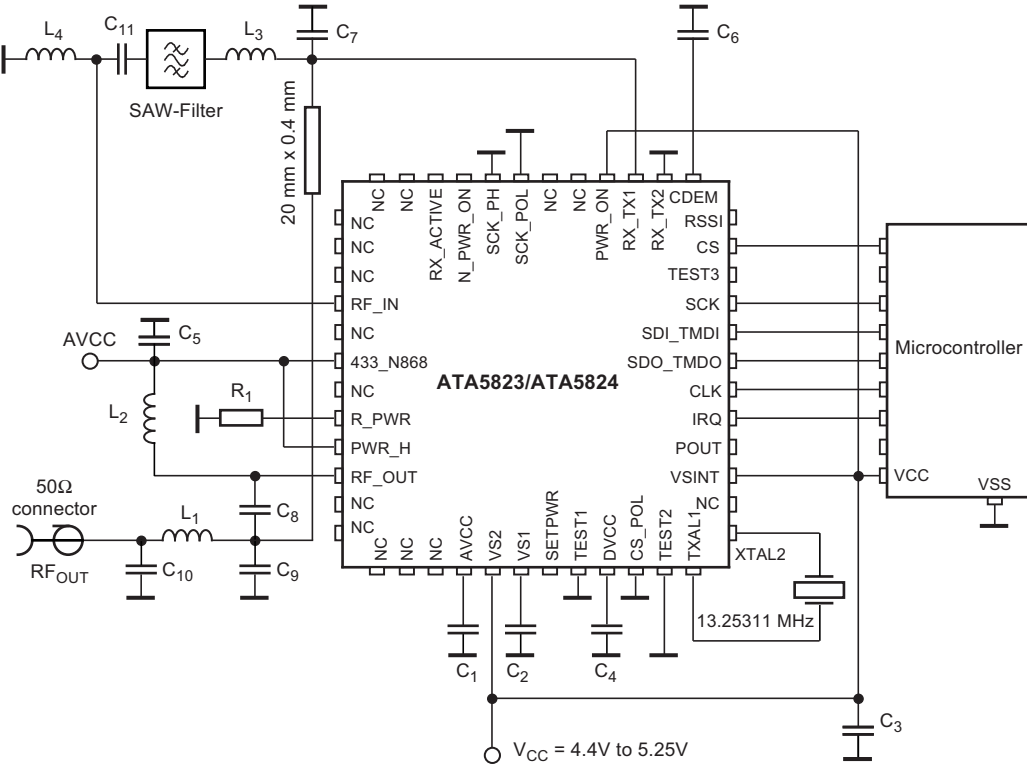 L4
C11
L3
C7
C6
SAW-Filter
20 mm x 0.4 mm
NC
NC
RX_ACTIVE
N_PWR_ON
SCK_PH
SCK_POL
NC
NC
PWR_ON
RX_TX1
RX_TX2
CDEM
NC
NC
NC
RF_IN
NC
433_N868
NC
R_PWR
PWR_H
RF_OUT
NC
NC
RSSI
CS
TEST3
SCK
SDI_TMDI
SDO_TMDO
CLK
IRQ
POUT
VSINT
NC
XTAL2
ATA5823/ATA5824
Microcontroller
VCC
VSS
AVCC
C5
L2
R1
50Ω
connector
L1
C8
RFOUT
C10
C9
NC
NC
NC
AVCC
VS2
VS1
SETPWR
TEST1
DVCC
CS_POL
TEST2
TXAL1
13.25311 MHz
C1
C2
C4
C3
VCC = 4.4V to 5.25V